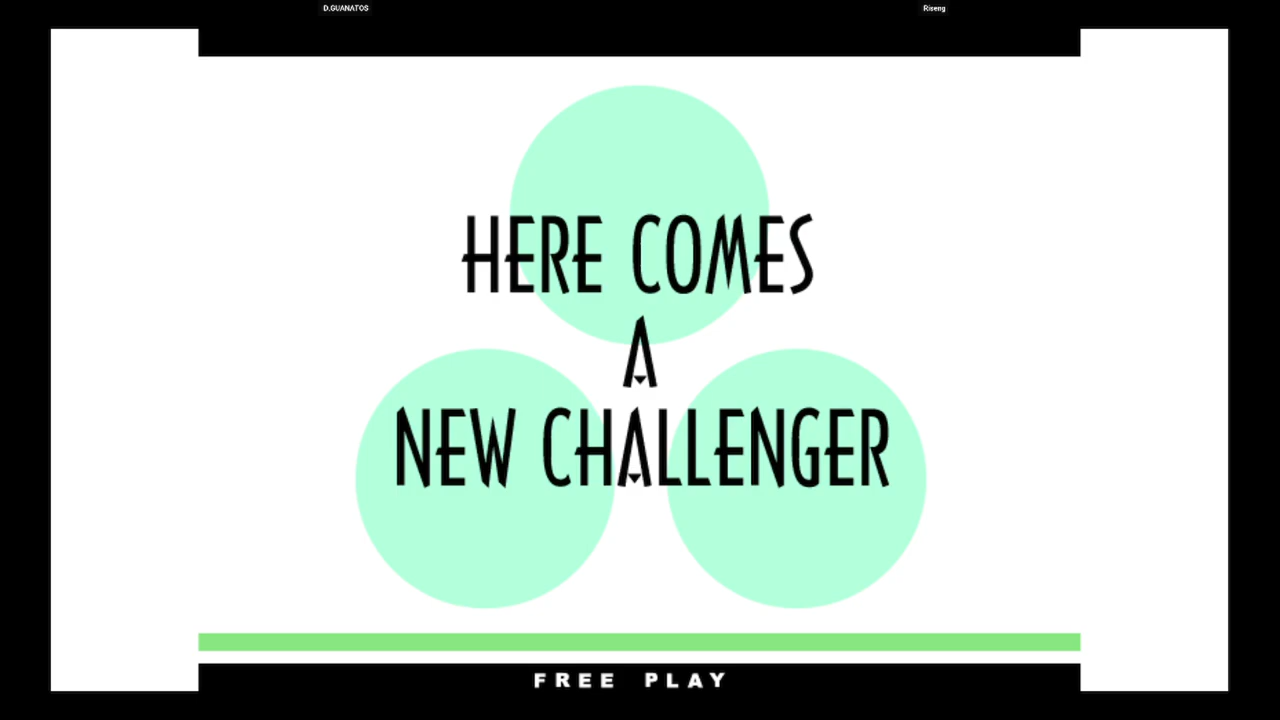 D.GUANATOS Riseng
HERE COMES
A
NEW CHALLENGER
FREE PLAY